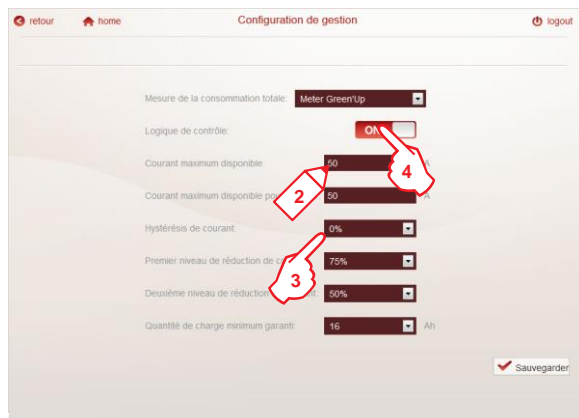 retour home Configuration de gestion logout
Mesure de la consommation totale: Meter Green'Up
Logique de contrôle: ON
4
Courant maximum disponible: 50 A
2
Courant maximum disponible 50 A
Hystérésis de courant: 0%
3
Premier niveau de réduction de 75%
Deuxième niveau de réduction 50%
Quantité de charge minimum garanti: 16 Ah
Sauvegarder